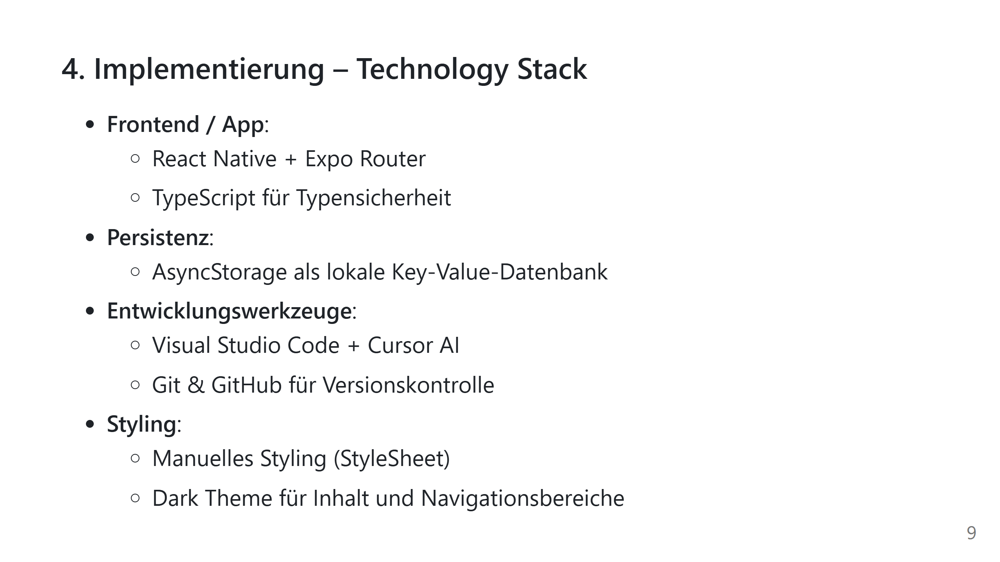 4. Implementierung – Technology Stack
• Frontend / App:
○ React Native + Expo Router
○ TypeScript für Typensicherheit
• Persistenz:
○ AsyncStorage als lokale Key-Value-Datenbank
• Entwicklungswerkzeuge:
○ Visual Studio Code + Cursor AI
○ Git & GitHub für Versionskontrolle
• Styling:
○ Manuelles Styling (StyleSheet)
○ Dark Theme für Inhalt und Navigationsbereiche
9